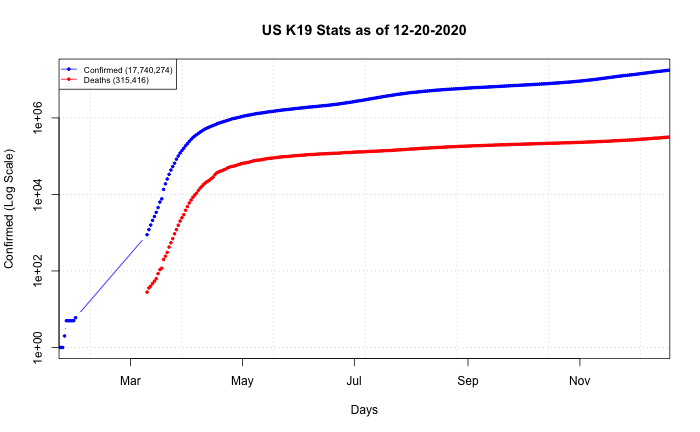 US K19 Stats as of 12-20-2020
Confirmed (17,740,274)
Deaths (315,416)
Confirmed (Log Scale)
1e+06
1e+04
1e+02
1e+00
Mar May Jul Sep Nov
Days